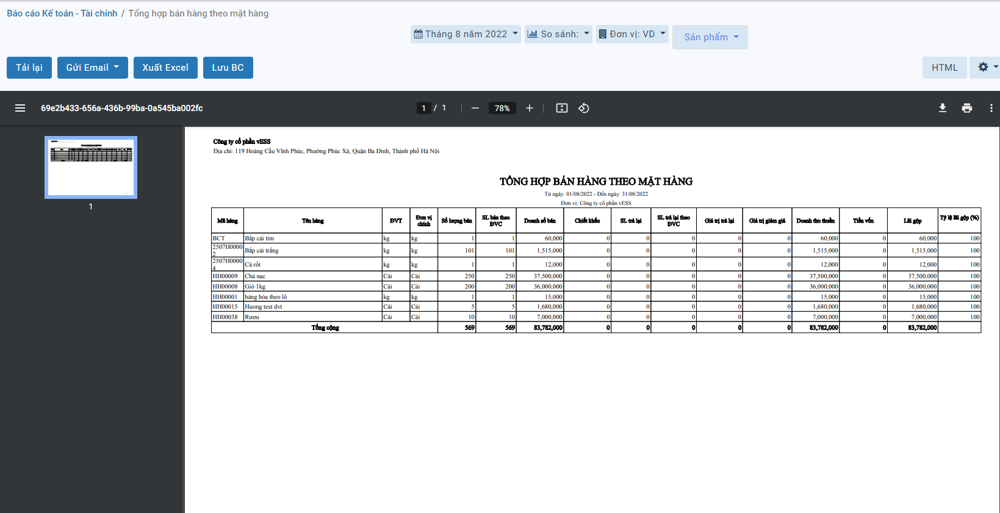 Báo cáo Kế toán - Tài chính / Tổng hợp bán hàng theo mặt hàng
Tháng 8 năm 2022 So sánh: Đơn vị: VD Sản phẩm
Tải lại Gửi Email Xuất Excel Lưu BC HTML
69e2b433-656a-436b-99ba-0a545ba002fc 1 / 1 — 78% +
1
Công ty cổ phần vESS
Địa chỉ: 119 Hoàng Cầu Vĩnh Phúc, Phường Phúc Xá, Quận Ba Đình, Thành phố Hà Nội
TỔNG HỢP BÁN HÀNG THEO MẶT HÀNG
Từ ngày: 01/08/2022 - Đến ngày: 31/08/2022
Đơn vị: Công ty cổ phần vESS
Mã hàng Tên hàng ĐVT Đơn vị chính Số lượng bán SL bán theo ĐVC Doanh số bán Chiết khấu SL trả lại SL trả lại theo ĐVC Giá trị trả lại Giá trị giảm giá Doanh thu thuần Tiền vốn Lãi gộp Tỷ lệ lãi gộp (%)
BCT Bắp cải tím kg kg 1 1 60,000 0 0 0 0 0 60,000 0 60,000 100
2507H00002 Bắp cải trắng kg kg 101 101 1,515,000 0 0 0 0 0 1,515,000 0 1,515,000 100
2507H00004 Cà rốt kg kg 1 1 12,000 0 0 0 0 0 12,000 0 12,000 100
HH00009 Chả nạc Cái Cái 250 250 37,500,000 0 0 0 0 0 37,500,000 0 37,500,000 100
HH00008 Giò 1kg Cái Cái 200 200 36,000,000 0 0 0 0 0 36,000,000 0 36,000,000 100
HH00001 hàng hóa theo lô kg kg 1 1 15,000 0 0 0 0 0 15,000 0 15,000 100
HH00015 Huong test dvt Cái Cái 5 5 1,680,000 0 0 0 0 0 1,680,000 0 1,680,000 100
HH00038 Rượu Cái Cái 10 10 7,000,000 0 0 0 0 0 7,000,000 0 7,000,000 100
Tổng cộng 569 569 83,782,000 0 0 0 0 0 83,782,000 0 83,782,000